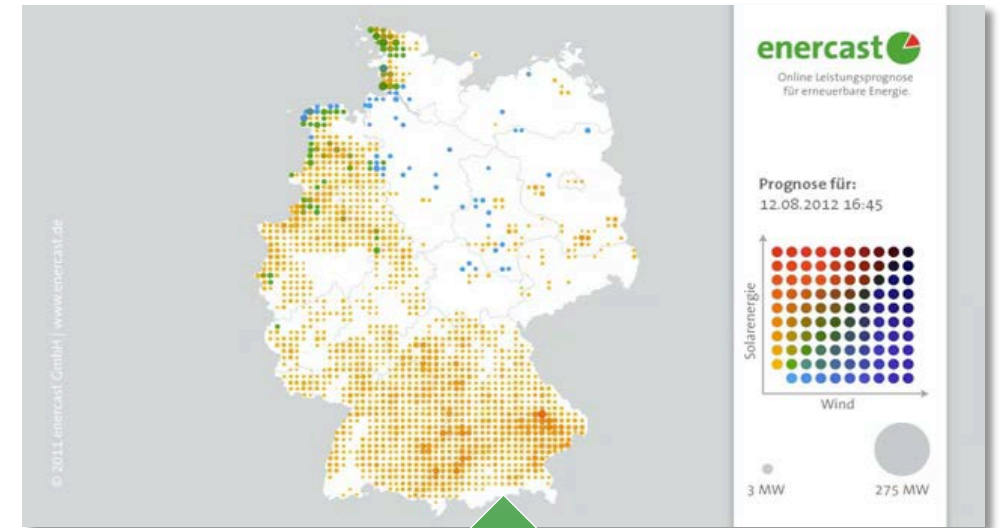 enercast
Online Leistungsprognose
für erneuerbare Energie.
Prognose für:
12.08.2012 16:45
Solarenergie
Wind
3 MW
275 MW
© 2011 enercast GmbH | www.enercast.de